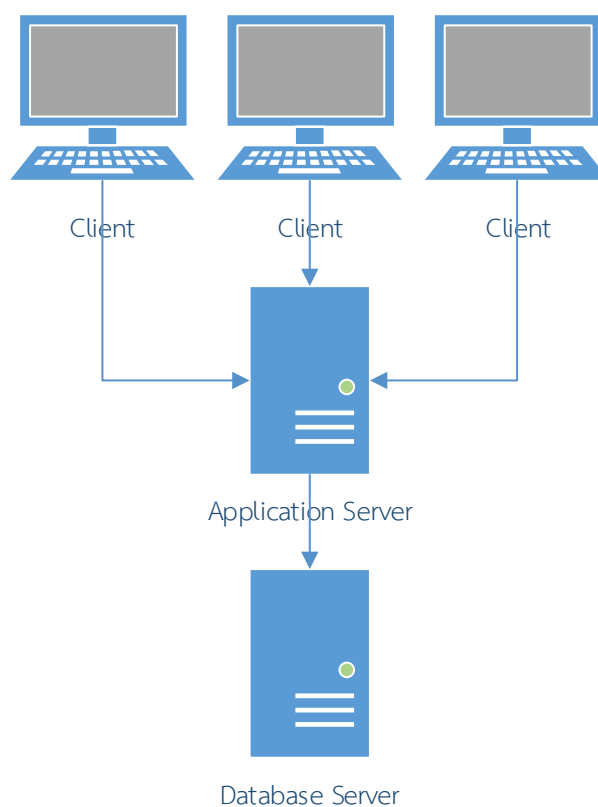 Client
Client
Client
Application Server
Database Server